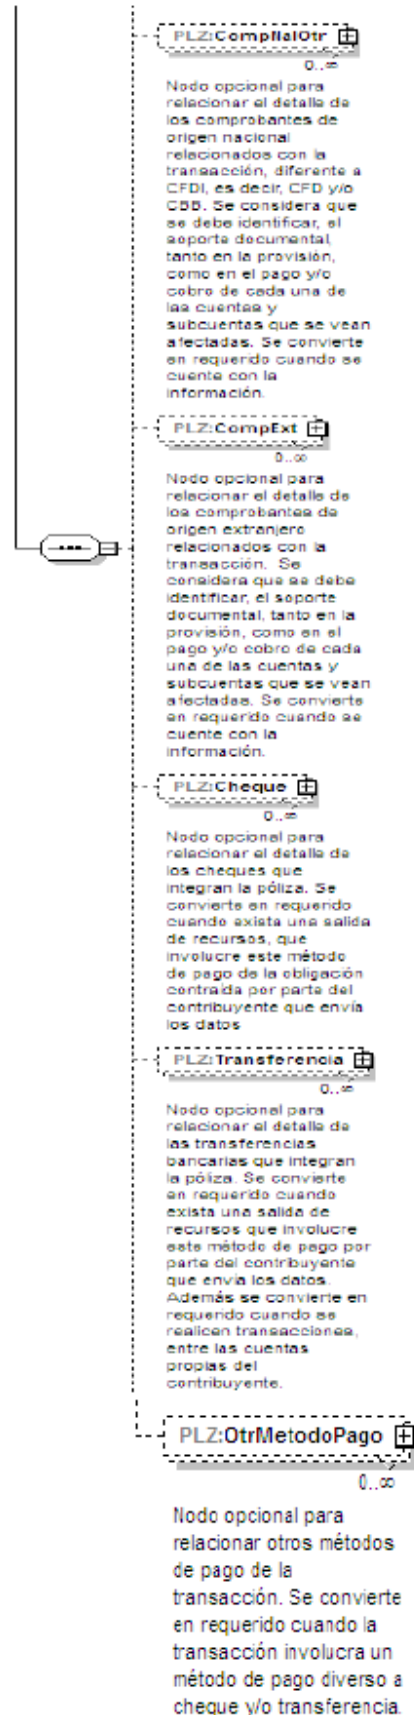 PLZ:CompNalOtr
0..∞
Nodo opcional para
relacionar el detalle de
los comprobantes de
origen nacional
relacionados con la
transacción, diferente a
CFDI, es decir, CFD y/o
CBB. Se considera que
se debe identificar, el
soporte documental,
tanto en la provisión,
como en el pago y/o
cobro de cada una de
las cuentas y
subcuentas que se vean
afectadas. Se convierte
en requerido cuando se
cuente con la
información.
PLZ:CompExt
0..∞
Nodo opcional para
relacionar el detalle de
los comprobantes de
origen extranjero
relacionados con la
transacción. Se
considera que se debe
identificar, el soporte
documental, tanto en la
provisión, como en el
pago y/o cobro de cada
una de las cuentas y
subcuentas que se vean
afectadas. Se convierte
en requerido cuando se
cuente con la
información.
PLZ:Cheque
0..∞
Nodo opcional para
relacionar el detalle de
los cheques que
integran la póliza. Se
convierte en requerido
cuando exista una salida
de recursos, que
involucre este método
de pago de la obligación
contraída por parte del
contribuyente que envía
los datos
PLZ:Transferencia
0..∞
Nodo opcional para
relacionar el detalle de
las transferencias
bancarias que integran
la póliza. Se convierte
en requerido cuando
exista una salida de
recursos que involucre
este método de pago por
parte del contribuyente
que envía los datos.
Además se convierte en
requerido cuando se
realicen transacciones,
entre las cuentas
propias del
contribuyente.
PLZ:OtrMetodoPago
0..∞
Nodo opcional para
relacionar otros métodos
de pago de la
transacción. Se convierte
en requerido cuando la
transacción involucra un
método de pago diverso a
cheque y/o transferencia.